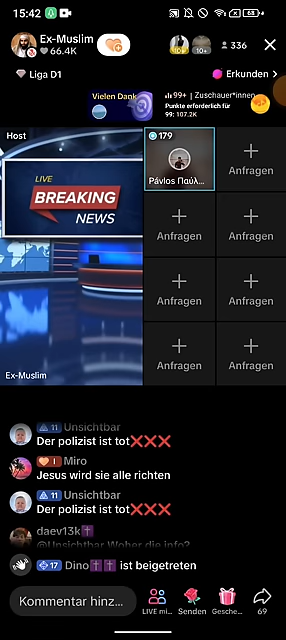 15:42
68
Ex-Muslim
66.4K
10+
336
Liga D1
Erkunden
Vielen Dank
99+ | Zuschauer*innen
Punkte erforderlich für
99: 107.2K
Host
LIVE
BREAKING
NEWS
Ex-Muslim
179
Pávlos Παύλ...
Anfragen
Anfragen
Anfragen
Anfragen
Anfragen
Anfragen
Anfragen
11 Unsichtbar
Der polizist ist tot❌❌❌
1 Miro
Jesus wird sie alle richten
11 Unsichtbar
Der polizist ist tot❌❌❌
daev13k✝️
@Unsichtbar Woher die info?
17 Dino✝️✝️ ist beigetreten
Kommentar hinz...
LIVE mi...
Senden
Gesche...
69